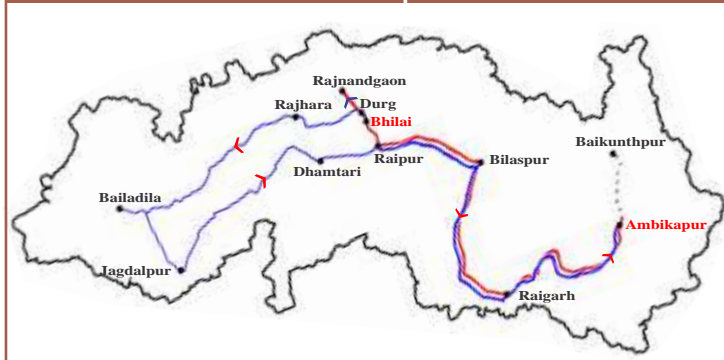 Rajnandgaon
Rajhara
Durg
Bhilai
Raipur
Dhamtari
Bilaspur
Baikunthpur
Bailadila
Ambikapur
Jagdalpur
Raigarh